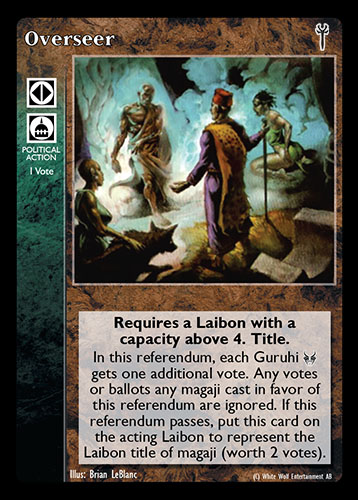 Overseer
POLITICAL
ACTION
1 Vote
Requires a Laibon with a
capacity above 4. Title.
In this referendum, each Guruhi
gets one additional vote. Any votes
or ballots any magaji cast in favor of
this referendum are ignored. If this
referendum passes, put this card on
the acting Laibon to represent the
Laibon title of magaji (worth 2 votes).
Illus: Brian LeBlanc
(C) White Wolf Entertainment AB